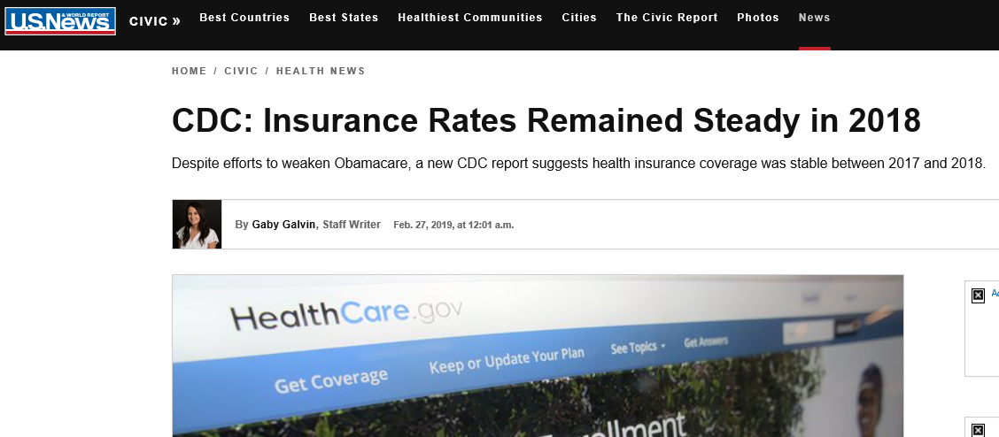 U.S.News
& WORLD REPORT
CIVIC »
Best Countries
Best States
Healthiest Communities
Cities
The Civic Report
Photos
News
HOME / CIVIC / HEALTH NEWS
CDC: Insurance Rates Remained Steady in 2018
Despite efforts to weaken Obamacare, a new CDC report suggests health insurance coverage was stable between 2017 and 2018.
By Gaby Galvin, Staff Writer Feb. 27, 2019, at 12:01 a.m.
HealthCare.gov
Get Coverage
Keep or Update Your Plan
See Topics
Get Answers